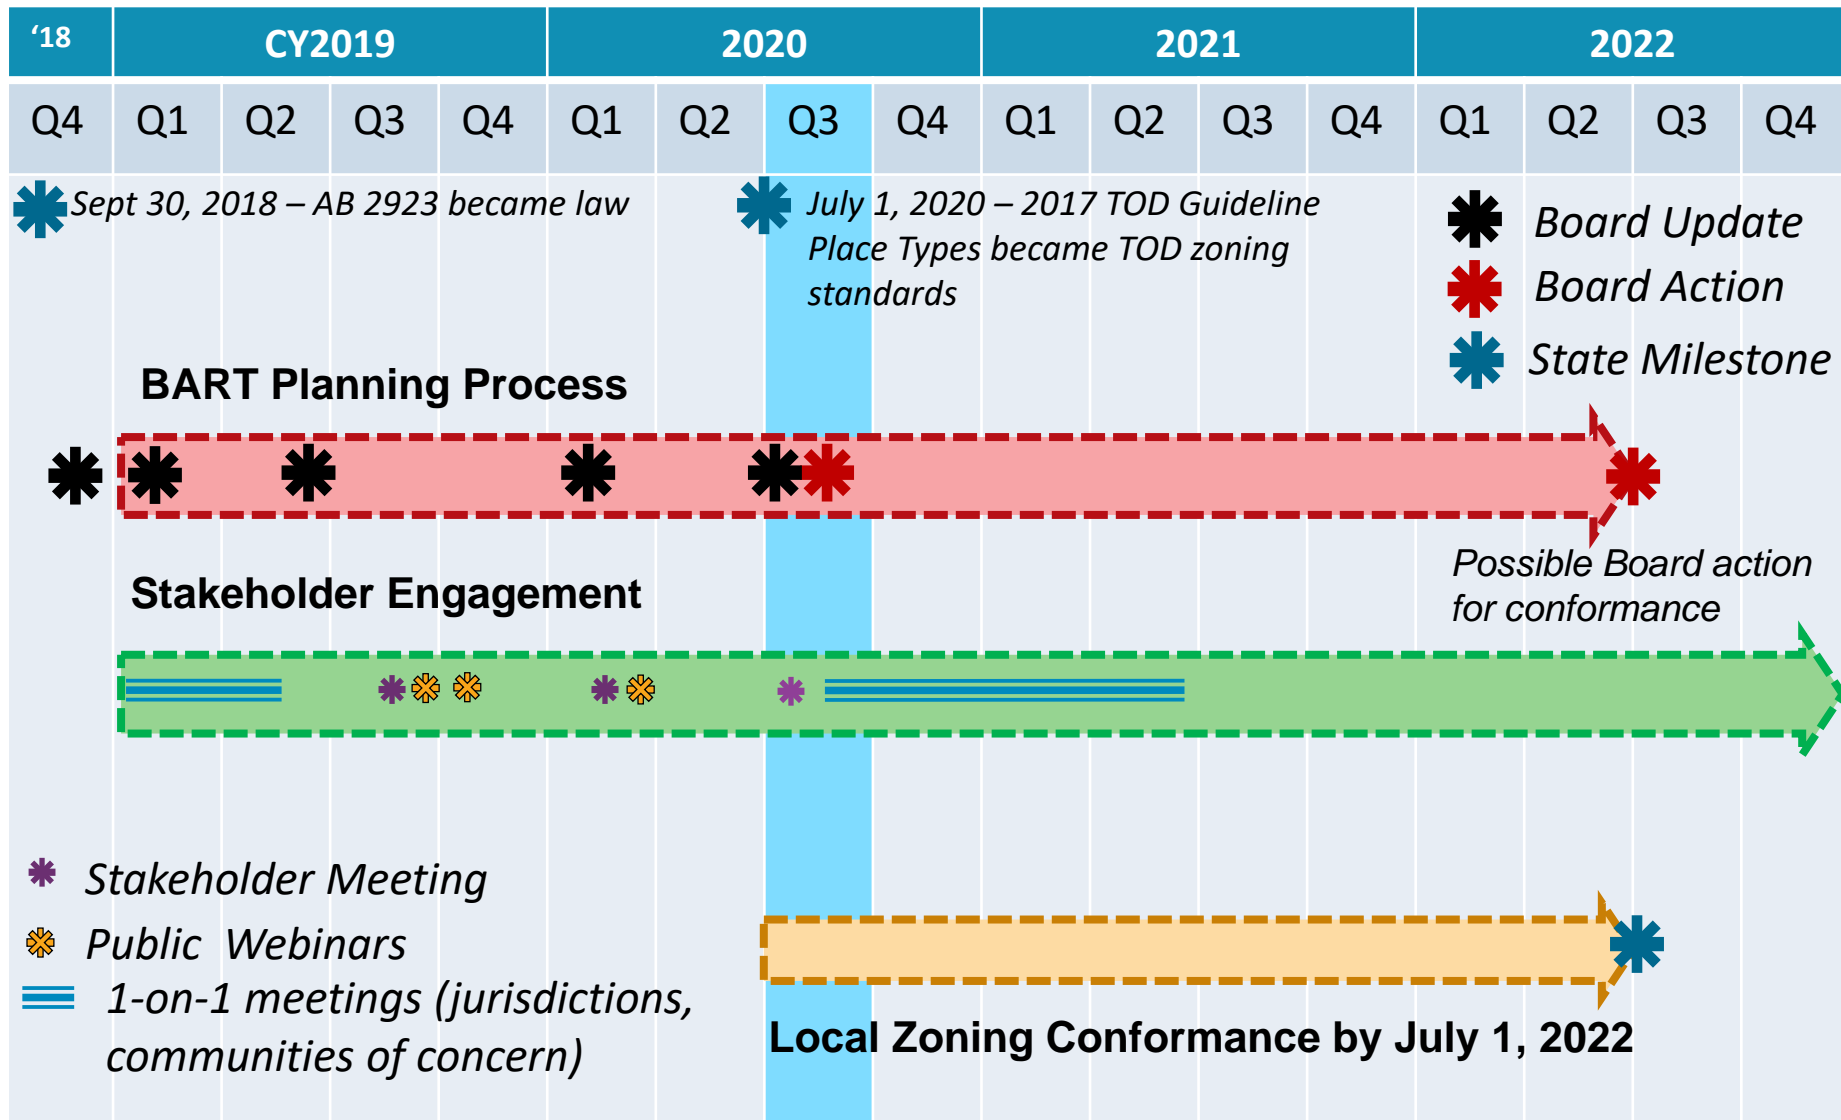 ‘18 CY2019 2020 2021 2022
Q4 Q1 Q2 Q3 Q4 Q1 Q2 Q3 Q4 Q1 Q2 Q3 Q4 Q1 Q2 Q3 Q4
Sept 30, 2018 – AB 2923 became law
July 1, 2020 – 2017 TOD Guideline
Place Types became TOD zoning
standards
Board Update
Board Action
State Milestone
BART Planning Process
Possible Board action
for conformance
Stakeholder Engagement
Stakeholder Meeting
Public Webinars
1-on-1 meetings (jurisdictions,
communities of concern)
Local Zoning Conformance by July 1, 2022